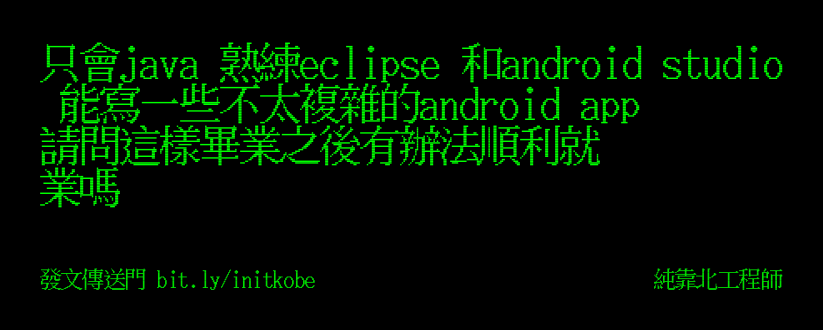 只會java 熟練eclipse 和android studio
能寫一些不太複雜的android app
請問這樣畢業之後有辦法順利就
業嗎
發文傳送門 bit.ly/initkobe
純靠北工程師